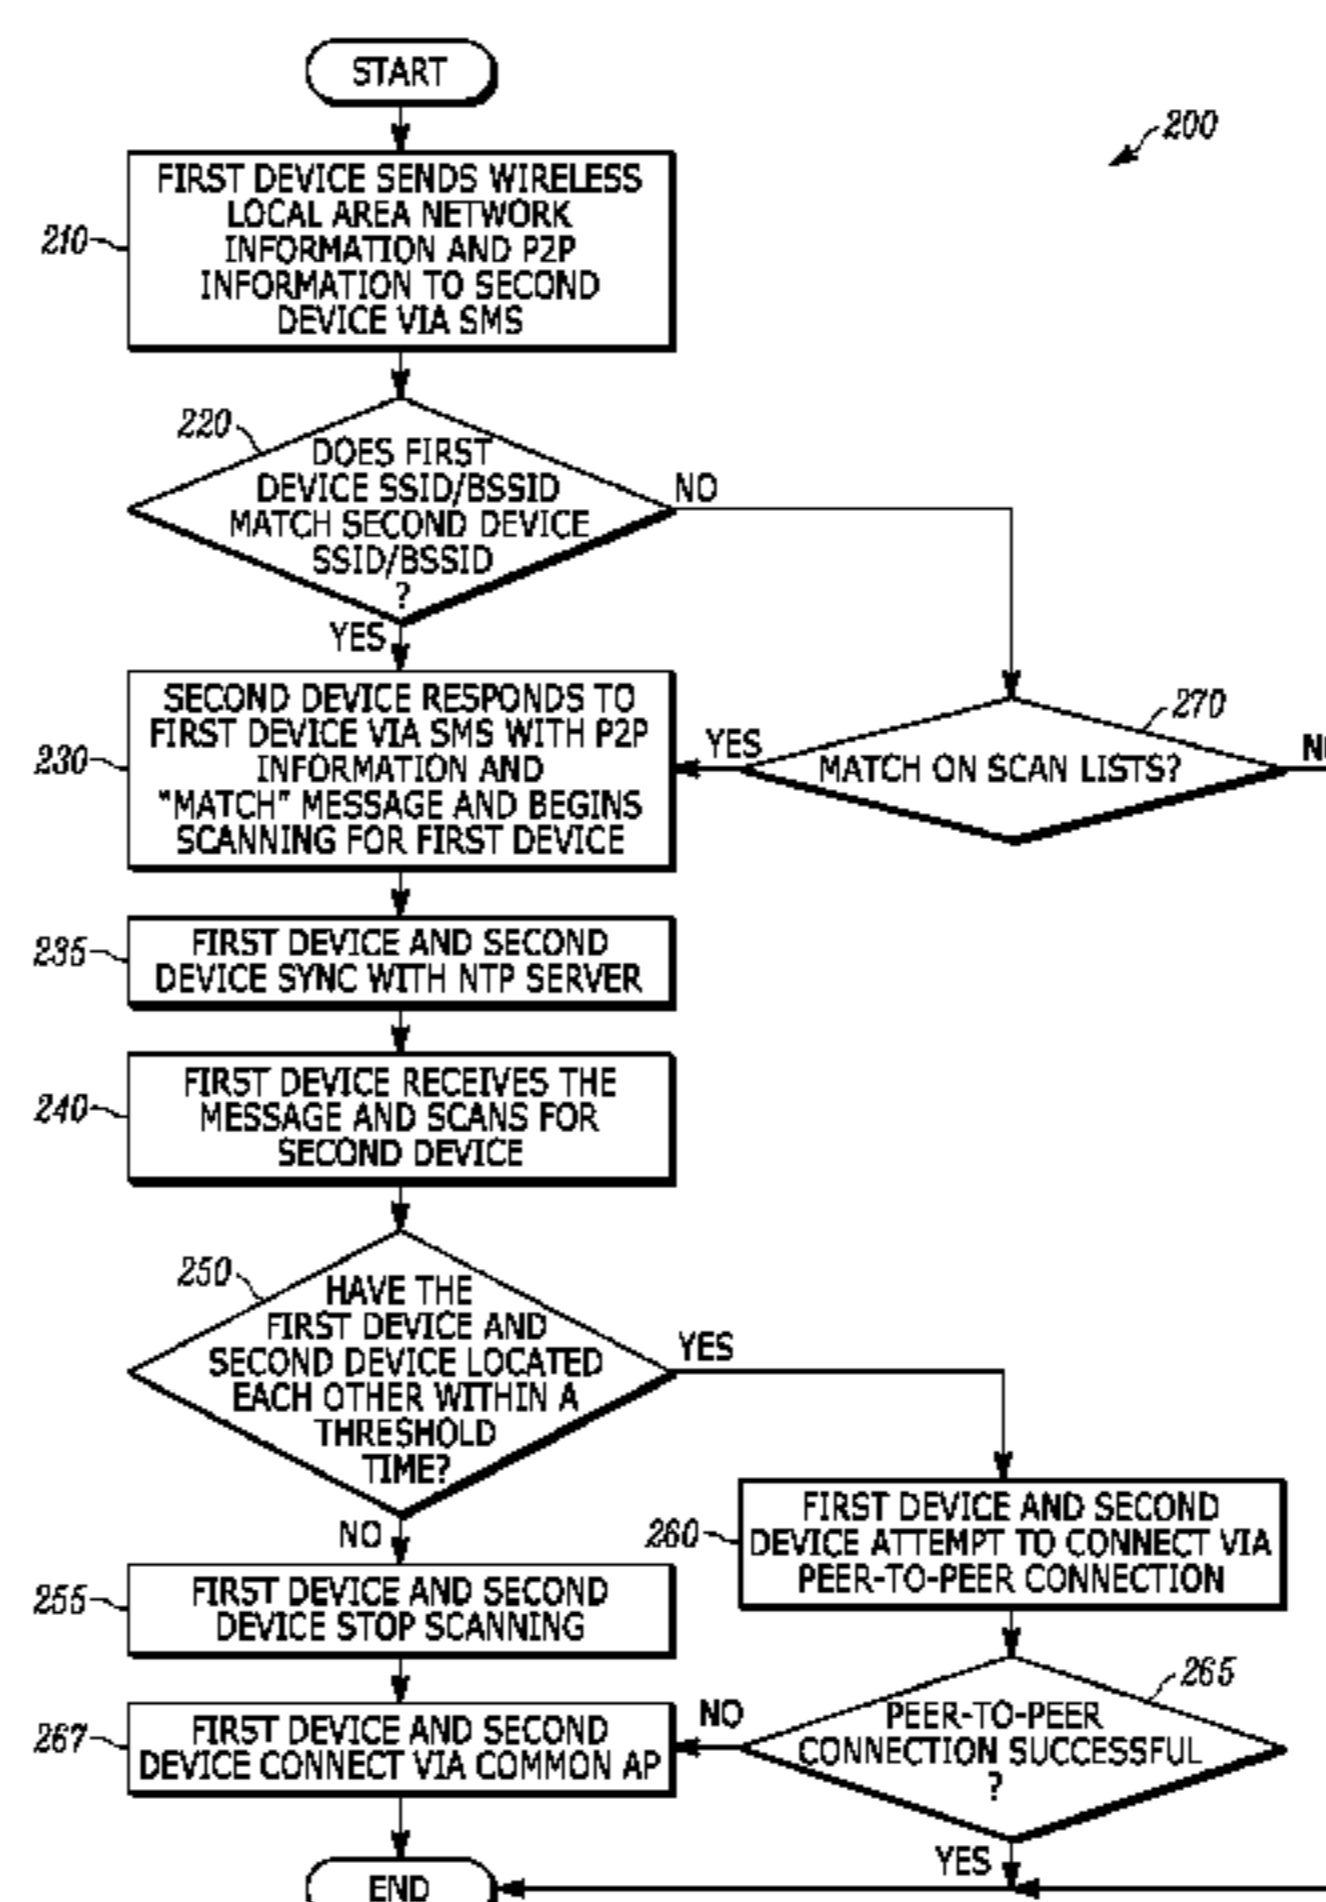 START
200
FIRST DEVICE SENDS WIRELESS
LOCAL AREA NETWORK
INFORMATION AND P2P
INFORMATION TO SECOND
DEVICE VIA SMS
210
220
DOES FIRST
DEVICE SSID/BSSID
MATCH SECOND DEVICE
SSID/BSSID
?
NO
YES
SECOND DEVICE RESPONDS TO
FIRST DEVICE VIA SMS WITH P2P
INFORMATION AND
"MATCH" MESSAGE AND BEGINS
SCANNING FOR FIRST DEVICE
230
YES
270
MATCH ON SCAN LISTS?
FIRST DEVICE AND SECOND
DEVICE SYNC WITH NTP SERVER
235
FIRST DEVICE RECEIVES THE
MESSAGE AND SCANS FOR
SECOND DEVICE
240
250
HAVE THE
FIRST DEVICE AND
SECOND DEVICE LOCATED
EACH OTHER WITHIN A
THRESHOLD
TIME?
YES
NO
FIRST DEVICE AND SECOND
DEVICE ATTEMPT TO CONNECT VIA
PEER-TO-PEER CONNECTION
260
FIRST DEVICE AND SECOND
DEVICE STOP SCANNING
255
265
PEER-TO-PEER
CONNECTION SUCCESSFUL
?
NO
FIRST DEVICE AND SECOND
DEVICE CONNECT VIA COMMON AP
267
YES
END